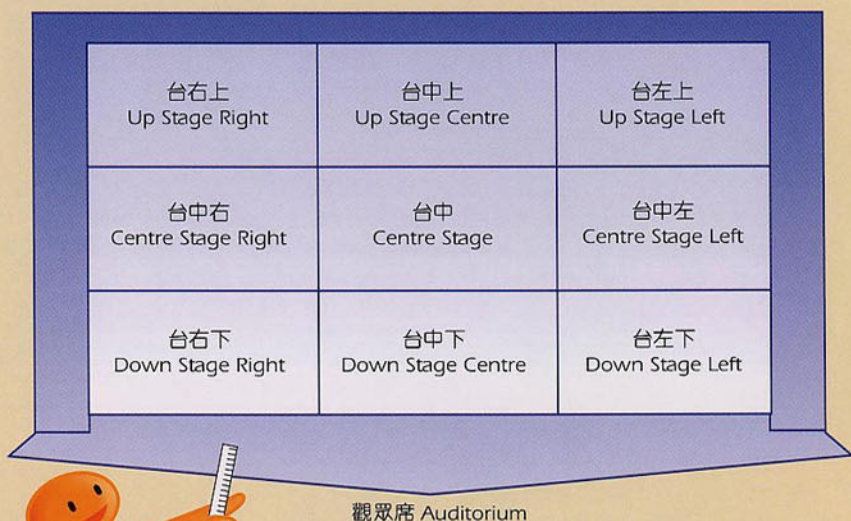 台右上
Up Stage Right
台中上
Up Stage Centre
台左上
Up Stage Left
台中右
Centre Stage Right
台中
Centre Stage
台中左
Centre Stage Left
台右下
Down Stage Right
台中下
Down Stage Centre
台左下
Down Stage Left
觀眾席 Auditorium